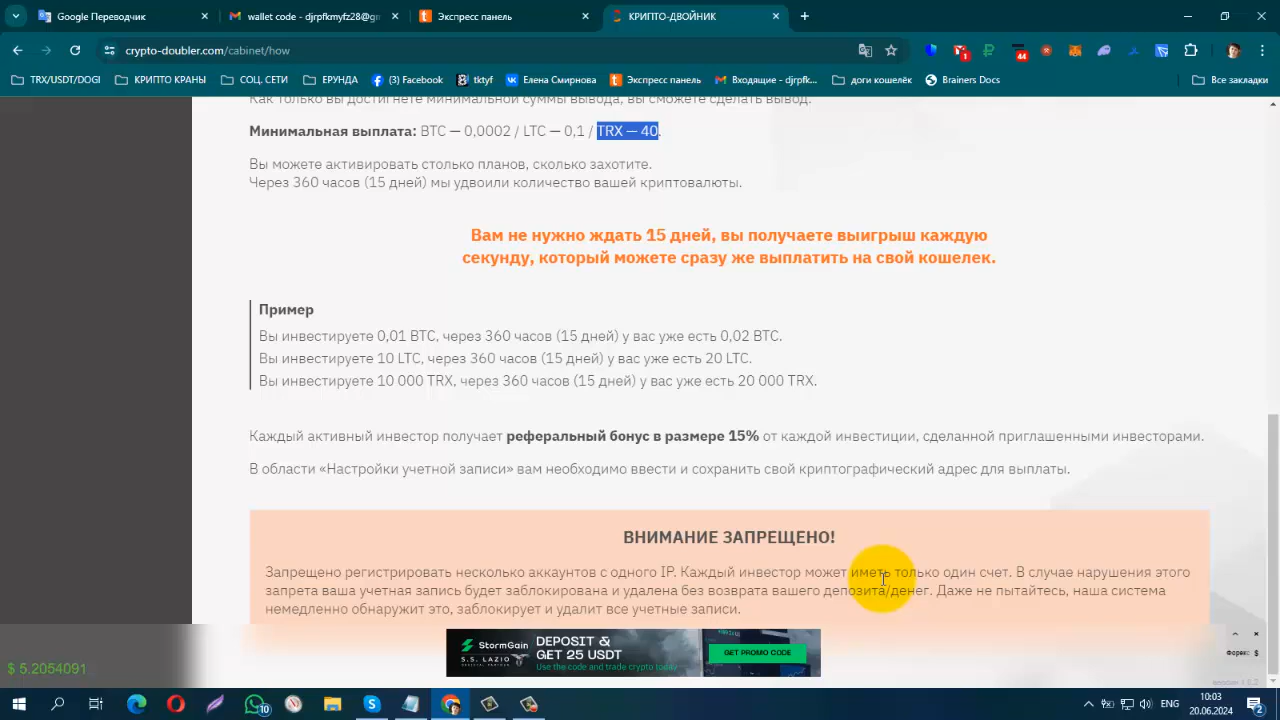 Google Переводчик
wallet code - djrpfkmyfz28@gn
Экспресс панель
КРИПТО-ДВОЙНИК
crypto-doubler.com/cabinet/how
1
44
TRX/USDT/DOGI
КРИПТО КРАНЫ
СОЦ. СЕТИ
ЕРУНДА
(3) Facebook
tktyf
Елена Смирнова
Экспресс панель
Входящие - djrpfk...
доги кошелёк
Brainers Docs
Все закладки
Как только вы достигнете минимальной суммы вывода, вы сможете сделать вывод.
Минимальная выплата: BTC — 0,0002 / LTC — 0,1 / TRX — 40.
Вы можете активировать столько планов, сколько захотите.
Через 360 часов (15 дней) мы удвоили количество вашей криптовалюты.
Вам не нужно ждать 15 дней, вы получаете выигрыш каждую
секунду, который можете сразу же выплатить на свой кошелек.
Пример
Вы инвестируете 0,01 BTC, через 360 часов (15 дней) у вас уже есть 0,02 BTC.
Вы инвестируете 10 LTC, через 360 часов (15 дней) у вас уже есть 20 LTC.
Вы инвестируете 10 000 TRX, через 360 часов (15 дней) у вас уже есть 20 000 TRX.
Каждый активный инвестор получает реферальный бонус в размере 15% от каждой инвестиции, сделанной приглашенными инвесторами.
В области «Настройки учетной записи» вам необходимо ввести и сохранить свой криптографический адрес для выплаты.
ВНИМАНИЕ ЗАПРЕЩЕНО!
Запрещено регистрировать несколько аккаунтов с одного IP. Каждый инвестор может иметь только один счет. В случае нарушения этого
запрета ваша учетная запись будет заблокирована и удалена без возврата вашего депозита/денег. Даже не пытайтесь, наша система
немедленно обнаружит это, заблокирует и удалит все учетные записи.
StormGain
S.S. LAZIO
DEPOSIT &
GET 25 USDT
Use the code and trade crypto today
GET PROMO CODE
Форекс $
$ 5.2054091
10
ENG
10:03
20.06.2024
2